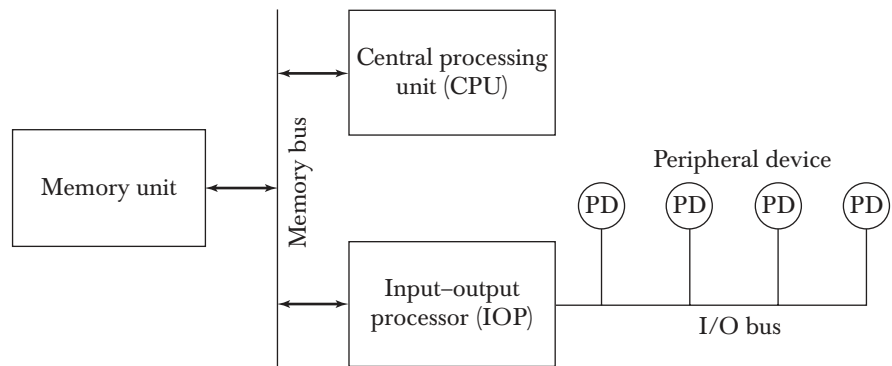 Central processing
unit (CPU)
Memory unit
Memory bus
Peripheral device
PD PD PD PD
Input–output
processor (IOP)
I/O bus